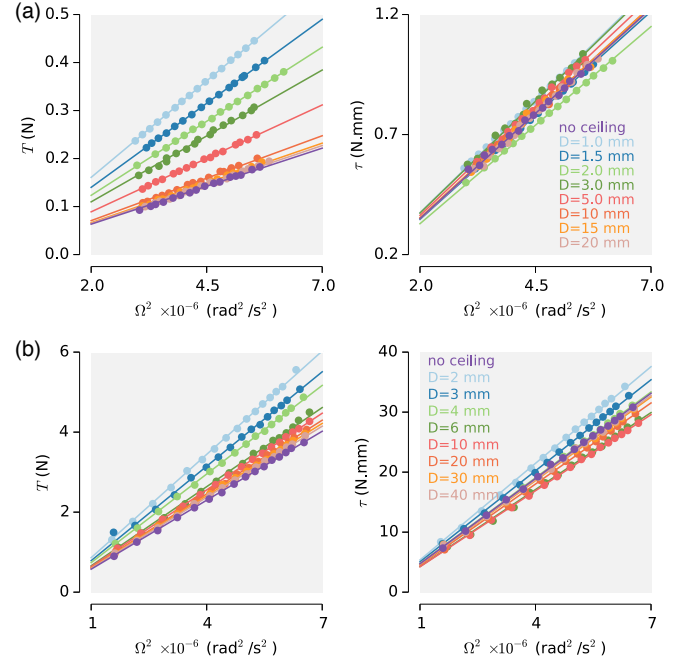 (a)
0.5
0.4
0.3
0.2
0.1
0.0
T (N)
2.0 4.5 7.0
Ω² ×10⁻⁶ (rad²/s²)
1.2
0.7
0.2
τ (N.mm)
no ceiling
D=1.0 mm
D=1.5 mm
D=2.0 mm
D=3.0 mm
D=5.0 mm
D=10 mm
D=15 mm
D=20 mm
2.0 4.5 7.0
Ω² ×10⁻⁶ (rad²/s²)
(b)
6
4
2
0
T (N)
1 4 7
Ω² ×10⁻⁶ (rad²/s²)
40
30
20
10
0
τ (N.mm)
no ceiling
D=2 mm
D=3 mm
D=4 mm
D=6 mm
D=10 mm
D=20 mm
D=30 mm
D=40 mm
1 4 7
Ω² ×10⁻⁶ (rad²/s²)